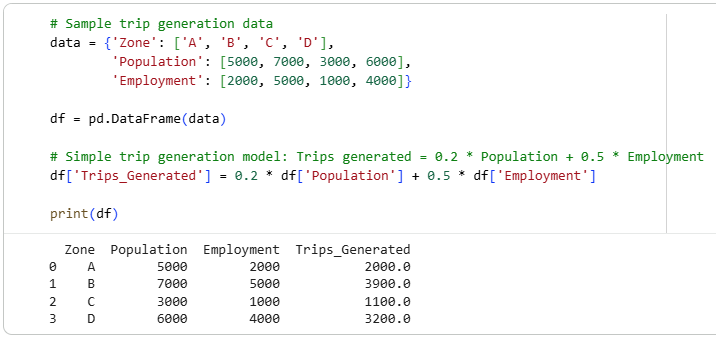 # Sample trip generation data
data = {'Zone': ['A', 'B', 'C', 'D'],
        'Population': [5000, 7000, 3000, 6000],
        'Employment': [2000, 5000, 1000, 4000]}
df = pd.DataFrame(data)
# Simple trip generation model: Trips generated = 0.2 * Population + 0.5 * Employment
df['Trips_Generated'] = 0.2 * df['Population'] + 0.5 * df['Employment']
print(df)
  Zone  Population  Employment  Trips_Generated
0    A        5000        2000           2000.0
1    B        7000        5000           3900.0
2    C        3000        1000           1100.0
3    D        6000        4000           3200.0